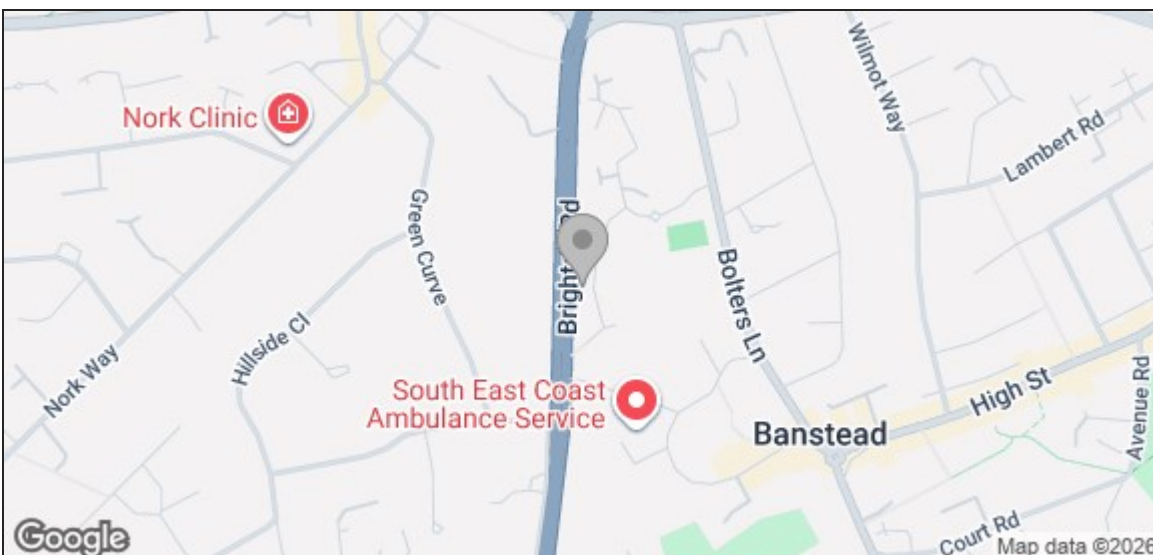 Nork Clinic
Wilmot Way
Lambert Rd
Green Curve
Bolters Ln
Hillside Cl
Nork Way
South East Coast
Ambulance Service
High St
Avenue Rd
Banstead
Court Rd
Google
Map data ©2026